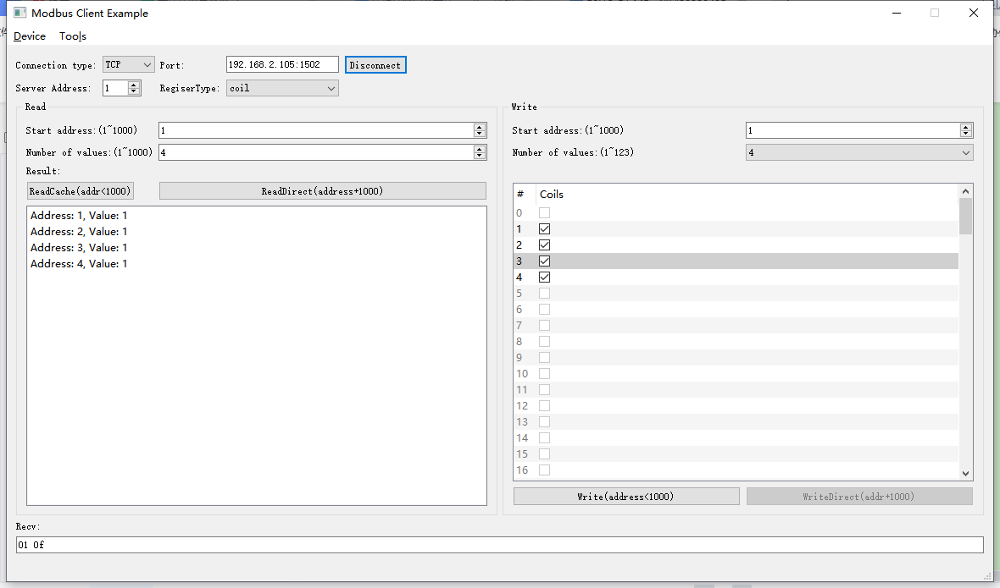 Modbus Client Example
Device Tools
Connection type: TCP Port: 192.168.2.105:1502 Disconnect
Server Address: 1 RegiserType: coil
Read
Start address:(1~1000) 1
Number of values:(1~1000) 4
Result:
ReadCache(addr<1000) ReadDirect(address+1000)
Address: 1, Value: 1
Address: 2, Value: 1
Address: 3, Value: 1
Address: 4, Value: 1
Write
Start address:(1~1000) 1
Number of values:(1~123) 4
# Coils
0
1
2
3
4
5
6
7
8
9
10
11
12
13
14
15
16
Write(address<1000) WriteDirect(addr+1000)
Recv:
01 0f